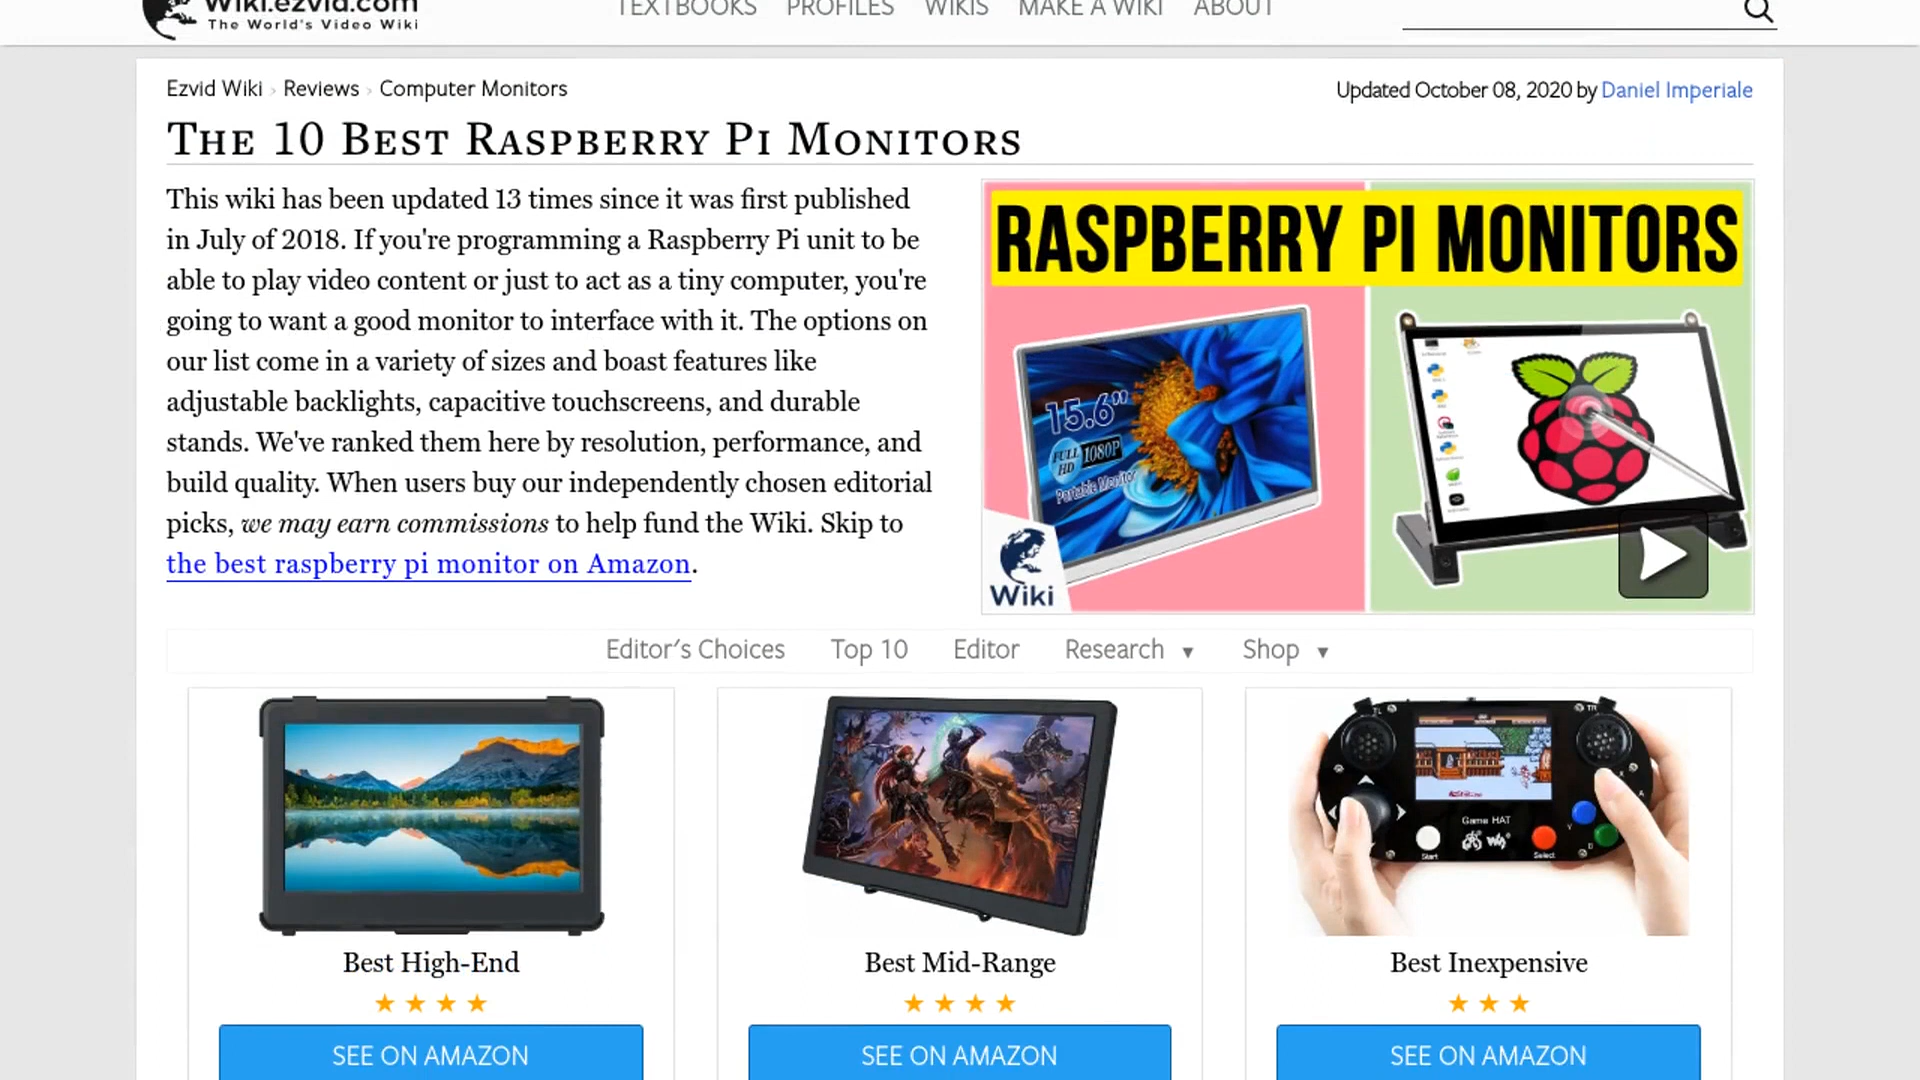 Wiki.ezvid.com
The World's Video Wiki
TEXTBOOKS PROFILES WIKIS MAKE A WIKI ABOUT
Ezvid Wiki › Reviews › Computer Monitors
Updated October 08, 2020 by Daniel Imperiale
The 10 Best Raspberry Pi Monitors
This wiki has been updated 13 times since it was first published
in July of 2018. If you're programming a Raspberry Pi unit to be
able to play video content or just to act as a tiny computer, you're
going to want a good monitor to interface with it. The options on
our list come in a variety of sizes and boast features like
adjustable backlights, capacitive touchscreens, and durable
stands. We've ranked them here by resolution, performance, and
build quality. When users buy our independently chosen editorial
picks, we may earn commissions to help fund the Wiki. Skip to
the best raspberry pi monitor on Amazon.
RASPBERRY PI MONITORS
15.6"
FULL HD 1080P
Portable Monitor
Wiki
Editor's Choices Top 10 Editor Research ▼ Shop ▼
TL TR
Game HAT
Start Select
X A Y B
Best High-End
★ ★ ★ ★
SEE ON AMAZON
Best Mid-Range
★ ★ ★ ★
SEE ON AMAZON
Best Inexpensive
★ ★ ★
SEE ON AMAZON